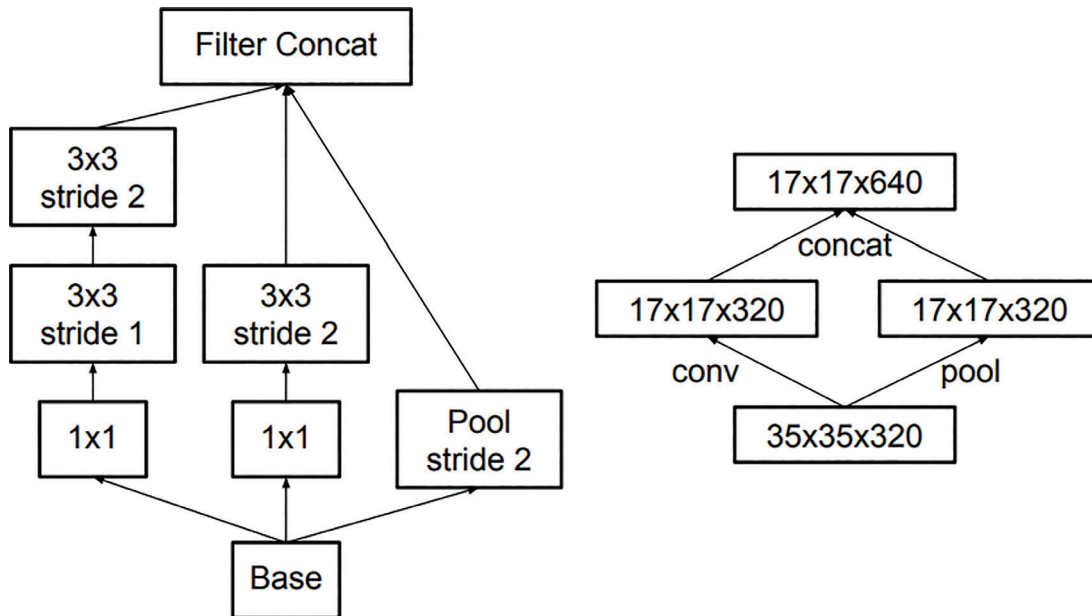 Filter Concat
3x3
stride 2
3x3
stride 1
3x3
stride 2
1x1
1x1
Pool
stride 2
Base
17x17x640
concat
17x17x320
17x17x320
conv
pool
35x35x320